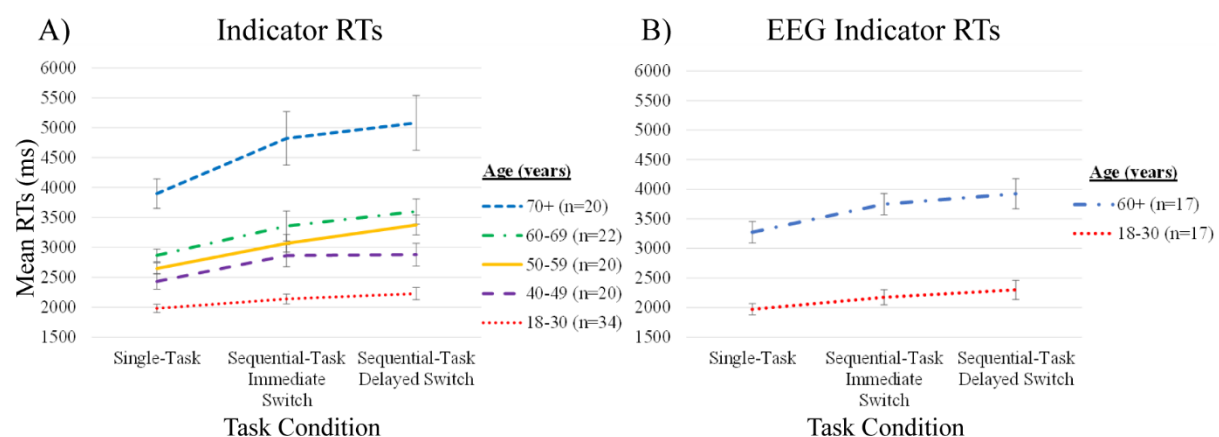 A)
Indicator RTs
Mean RTs (ms)
6000
5500
5000
4500
4000
3500
3000
2500
2000
1500
Single-Task
Sequential-Task
Immediate
Switch
Sequential-Task
Delayed Switch
Task Condition
Age (years)
70+ (n=20)
60-69 (n=22)
50-59 (n=20)
40-49 (n=20)
18-30 (n=34)
B)
EEG Indicator RTs
6000
5500
5000
4500
4000
3500
3000
2500
2000
1500
Single-Task
Sequential-Task
Immediate
Switch
Sequential-Task
Delayed Switch
Task Condition
Age (years)
60+ (n=17)
18-30 (n=17)